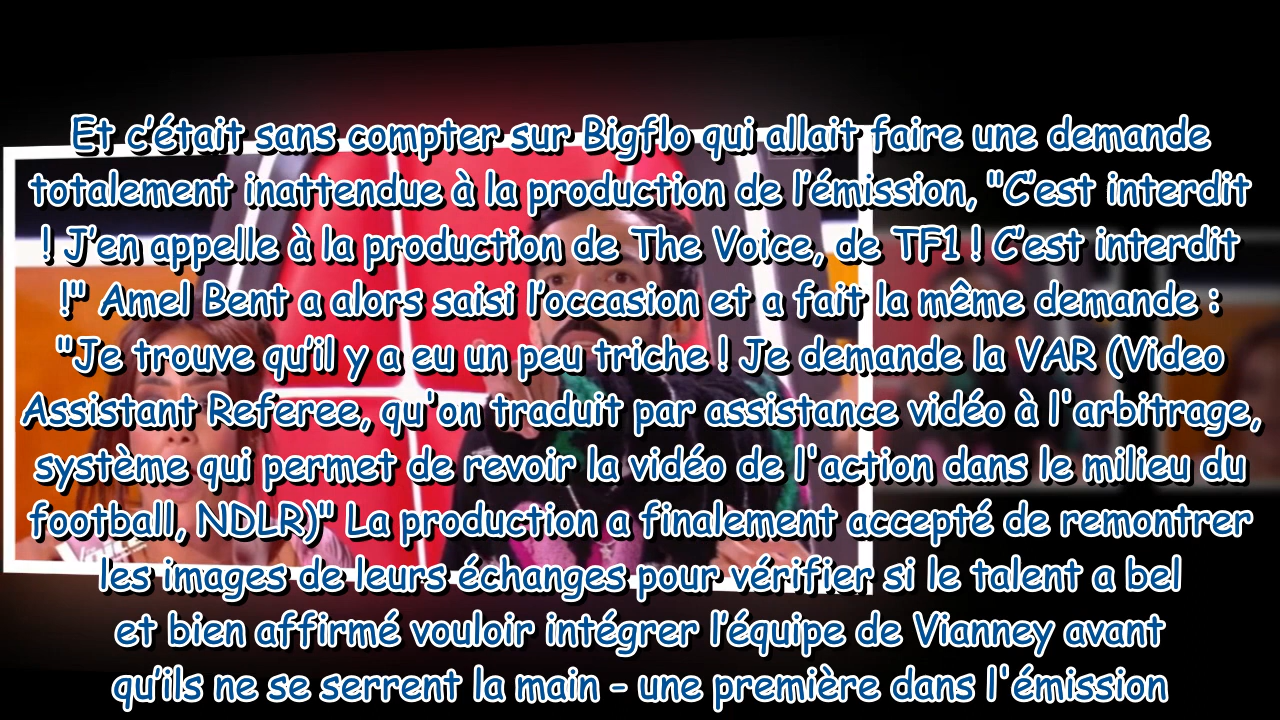 Et c’était sans compter sur Bigflo qui allait faire une demande
totalement inattendue à la production de l’émission, "C’est interdit
! J’en appelle à la production de The Voice, de TF1 ! C’est interdit
!" Amel Bent a alors saisi l’occasion et a fait la même demande :
"Je trouve qu’il y a eu un peu triche ! Je demande la VAR (Video
Assistant Referee, qu'on traduit par assistance vidéo à l'arbitrage,
système qui permet de revoir la vidéo de l'action dans le milieu du
football, NDLR)" La production a finalement accepté de remontrer
les images de leurs échanges pour vérifier si le talent a bel
et bien affirmé vouloir intégrer l’équipe de Vianney avant
qu’ils ne se serrent la main - une première dans l'émission